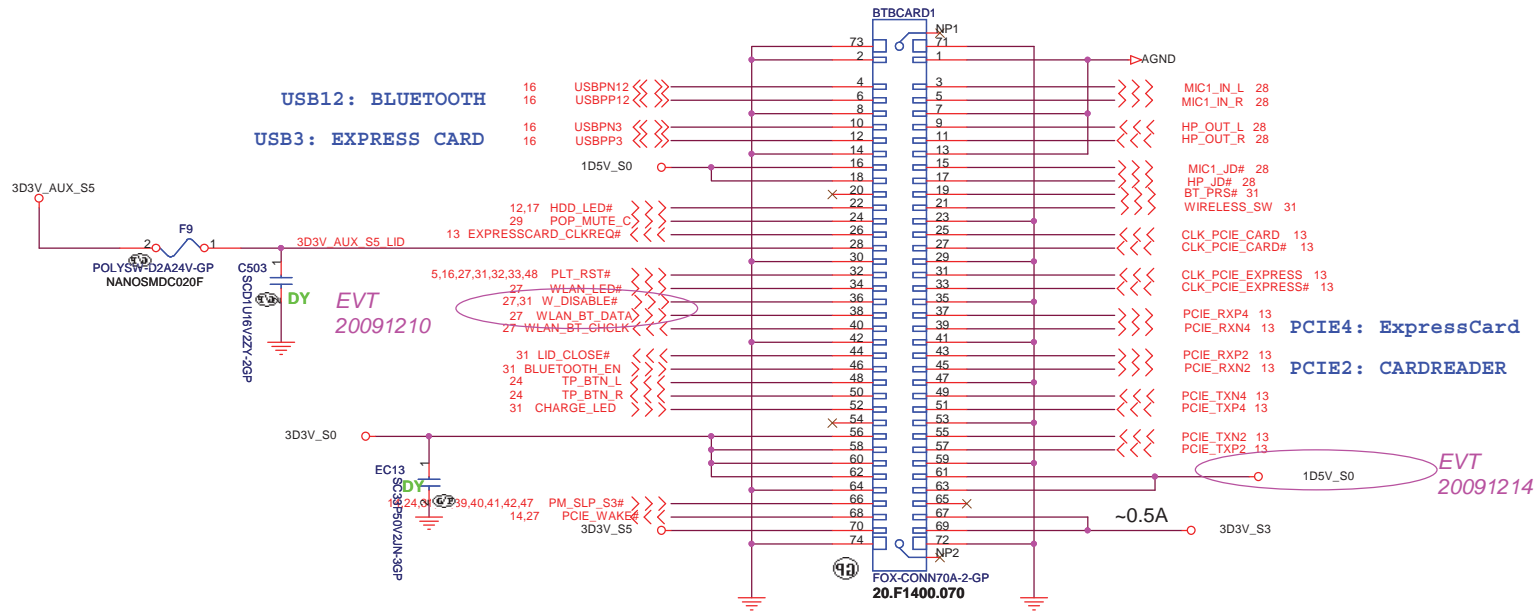 BTBCARD1
NP1
73 71
2 1 AGND
USB12: BLUETOOTH
16 USBPN12 4 3 MIC1_IN_L 28
16 USBPP12 6 5 MIC1_IN_R 28
8 7
USB3: EXPRESS CARD
16 USBPN3 10 9 HP_OUT_L 28
16 USBPP3 12 11 HP_OUT_R 28
14 13
1D5V_S0 16 15 MIC1_JD# 28
18 17 HP_JD# 28
3D3V_AUX_S5
20 19 BT_PRS# 31
12,17 HDD_LED# 22 21 WIRELESS_SW 31
29 POP_MUTE_C 24 23
13 EXPRESSCARD_CLKREQ# 26 25 CLK_PCIE_CARD 13
F9
2 1 3D3V_AUX_S5_LID 28 27 CLK_PCIE_CARD# 13
POLYSW-D2A24V-GP
NANOSMDC020F
C503
1
SCD1U16V2ZY-2GP
DY
30 29
5,16,27,31,32,33,48 PLT_RST# 32 31 CLK_PCIE_EXPRESS 13
27 WLAN_LED# 34 33 CLK_PCIE_EXPRESS# 13
EVT
20091210
27,31 W_DISABLE# 36 35
27 WLAN_BT_DATA 38 37 PCIE_RXP4 13
27 WLAN_BT_CHCLK 40 39 PCIE_RXN4 13
PCIE4: ExpressCard
42 41
31 LID_CLOSE# 44 43 PCIE_RXP2 13
31 BLUETOOTH_EN 46 45 PCIE_RXN2 13
PCIE2: CARDREADER
24 TP_BTN_L 48 47
24 TP_BTN_R 50 49 PCIE_TXN4 13
31 CHARGE_LED 52 51 PCIE_TXP4 13
54 53
3D3V_S0 56 55 PCIE_TXN2 13
58 57 PCIE_TXP2 13
60 59
EC13
1
DY
62 61 1D5V_S0
EVT
20091214
64 63
39,40,41,42,47 PM_SLP_S3# 66 65
14,27 PCIE_WAKE# 68 67
~0.5A
3D3V_S5 70 69 3D3V_S3
74 72
NP2
GP
FOX-CONN70A-2-GP
20.F1400.070